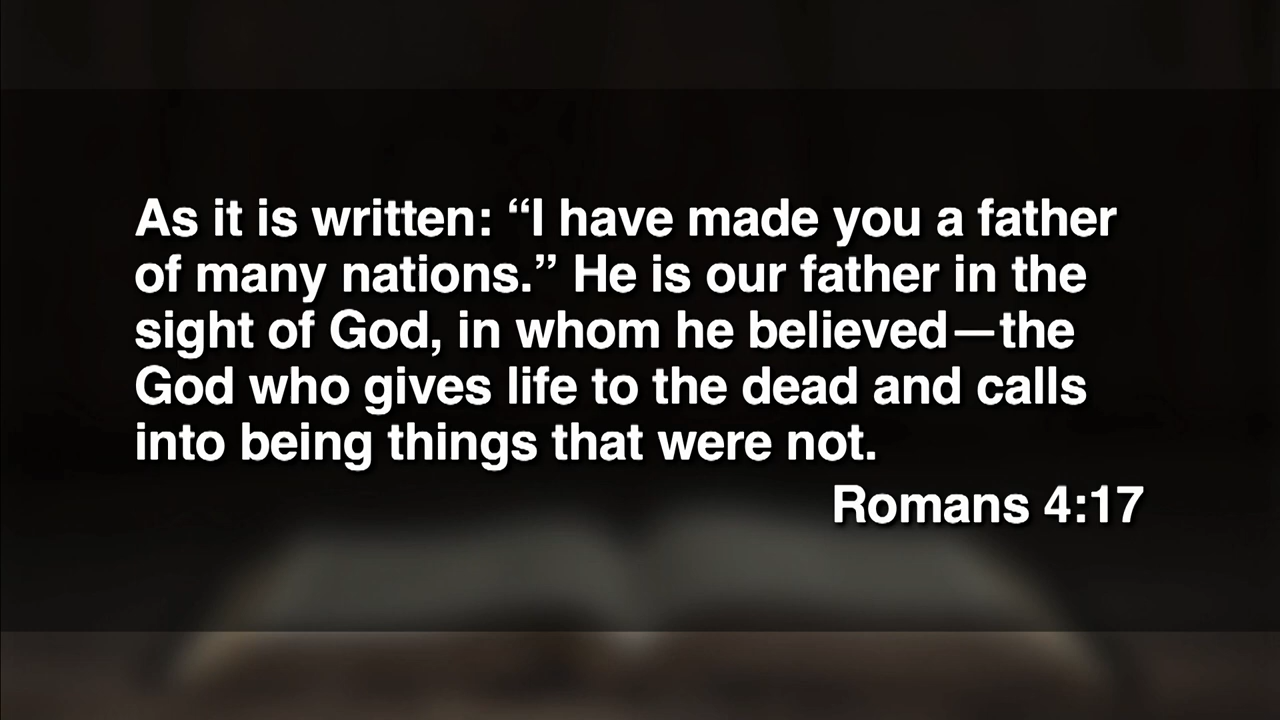 As it is written: “I have made you a father
of many nations.” He is our father in the
sight of God, in whom he believed—the
God who gives life to the dead and calls
into being things that were not.
Romans 4:17